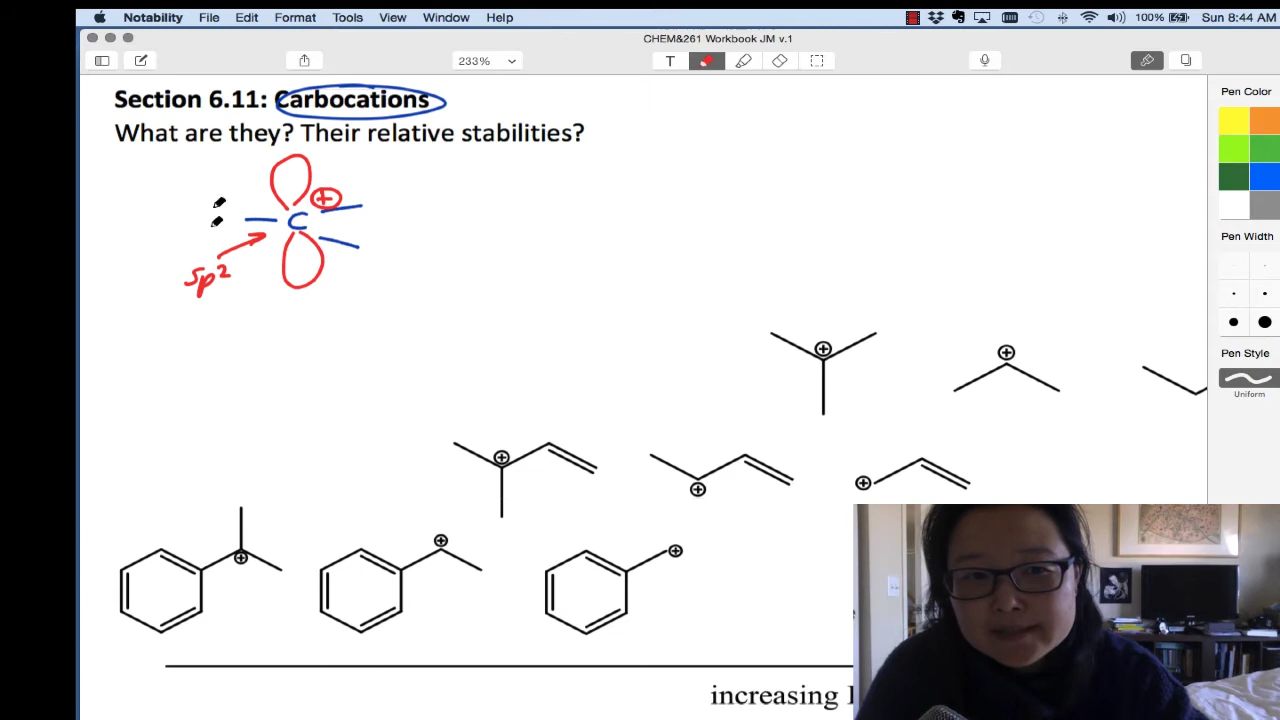 Notability File Edit Format Tools View Window Help 100% Sun 8:44 AM
CHEM&261 Workbook JM v.1
233% T
Pen Color
Section 6.11: Carbocations
What are they? Their relative stabilities?
+
C
sp2
Pen Width
Pen Style
Uniform
+ +
+ + +
+ + +
increasing